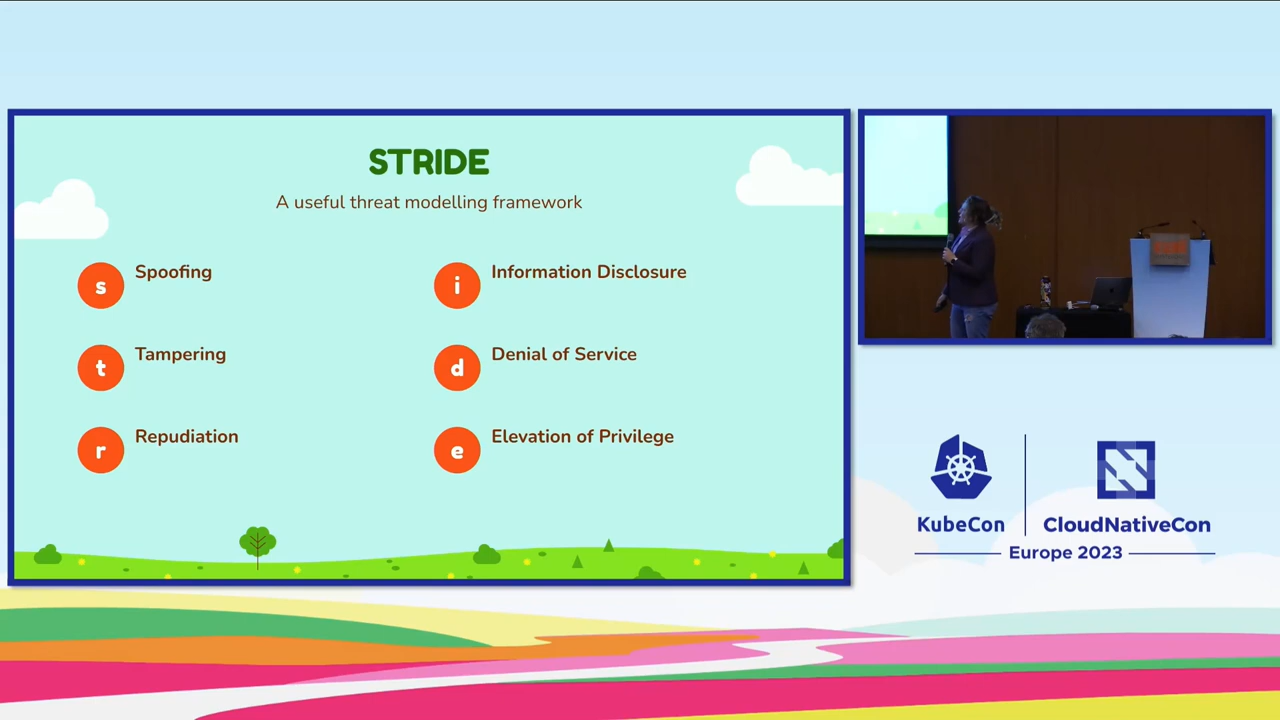 STRIDE
A useful threat modelling framework
s
Spoofing
t
Tampering
r
Repudiation
i
Information Disclosure
d
Denial of Service
e
Elevation of Privilege
KubeCon
CloudNativeCon
Europe 2023